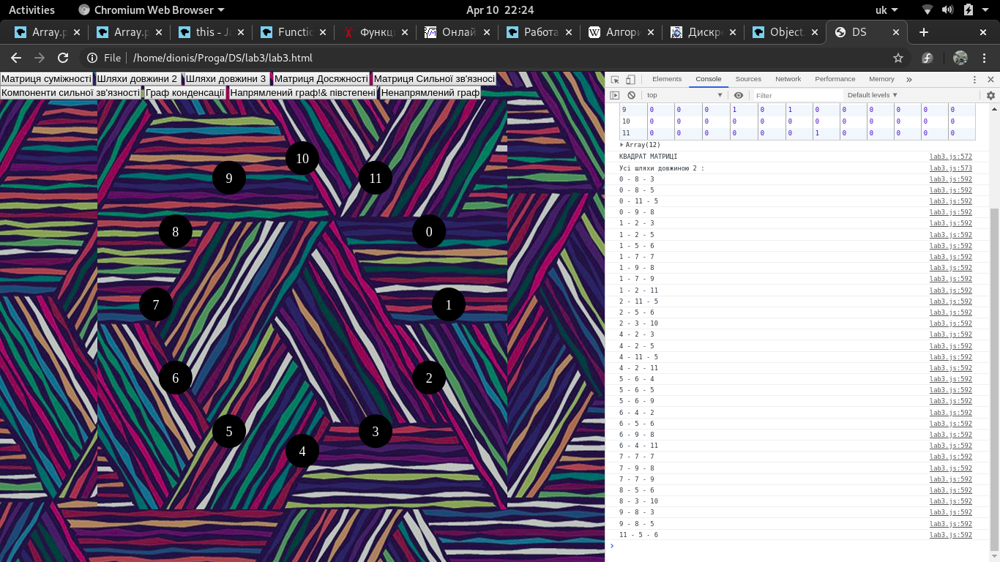 Activities Chromium Web Browser Apr 10 22:24 uk
Array.p Array.p this - Ja Functio Функц Онлай Работа Алгори Дискре Object. DS
File /home/dionis/Proga/DS/lab3/lab3.html
Матриця суміжності Шляхи довжини 2 Шляхи довжини 3 Матриця Досяжності Матриця Сильної зв'язносі
Компоненти сильної зв'язності Граф конденсації Напрямлений граф!& півстепені Ненапрямлений граф
10
9 11
8 0
7 1
6 2
5 3
4
Elements Console Sources Network Performance Memory »
top Filter Default levels
9 0 0 0 1 0 1 0 0 0 0 0 0
10 0 0 0 0 0 0 0 0 0 0 0 0
11 0 0 0 0 0 0 1 0 0 0 0 0
Array(12)
КВАДРАТ МАТРИЦІ lab3.js:572
Усі шляхи довжиною 2 : lab3.js:573
0 - 8 - 3 lab3.js:592
0 - 8 - 5 lab3.js:592
0 - 11 - 5 lab3.js:592
0 - 9 - 8 lab3.js:592
1 - 2 - 3 lab3.js:592
1 - 2 - 5 lab3.js:592
1 - 5 - 6 lab3.js:592
1 - 7 - 7 lab3.js:592
1 - 9 - 8 lab3.js:592
1 - 7 - 9 lab3.js:592
1 - 2 - 11 lab3.js:592
2 - 11 - 5 lab3.js:592
2 - 5 - 6 lab3.js:592
2 - 3 - 10 lab3.js:592
4 - 2 - 3 lab3.js:592
4 - 2 - 5 lab3.js:592
4 - 11 - 5 lab3.js:592
4 - 2 - 11 lab3.js:592
5 - 6 - 4 lab3.js:592
5 - 6 - 5 lab3.js:592
5 - 6 - 9 lab3.js:592
6 - 4 - 2 lab3.js:592
6 - 5 - 6 lab3.js:592
6 - 9 - 8 lab3.js:592
6 - 4 - 11 lab3.js:592
7 - 7 - 7 lab3.js:592
7 - 9 - 8 lab3.js:592
7 - 7 - 9 lab3.js:592
8 - 5 - 6 lab3.js:592
8 - 3 - 10 lab3.js:592
9 - 8 - 3 lab3.js:592
9 - 8 - 5 lab3.js:592
11 - 5 - 6 lab3.js:592